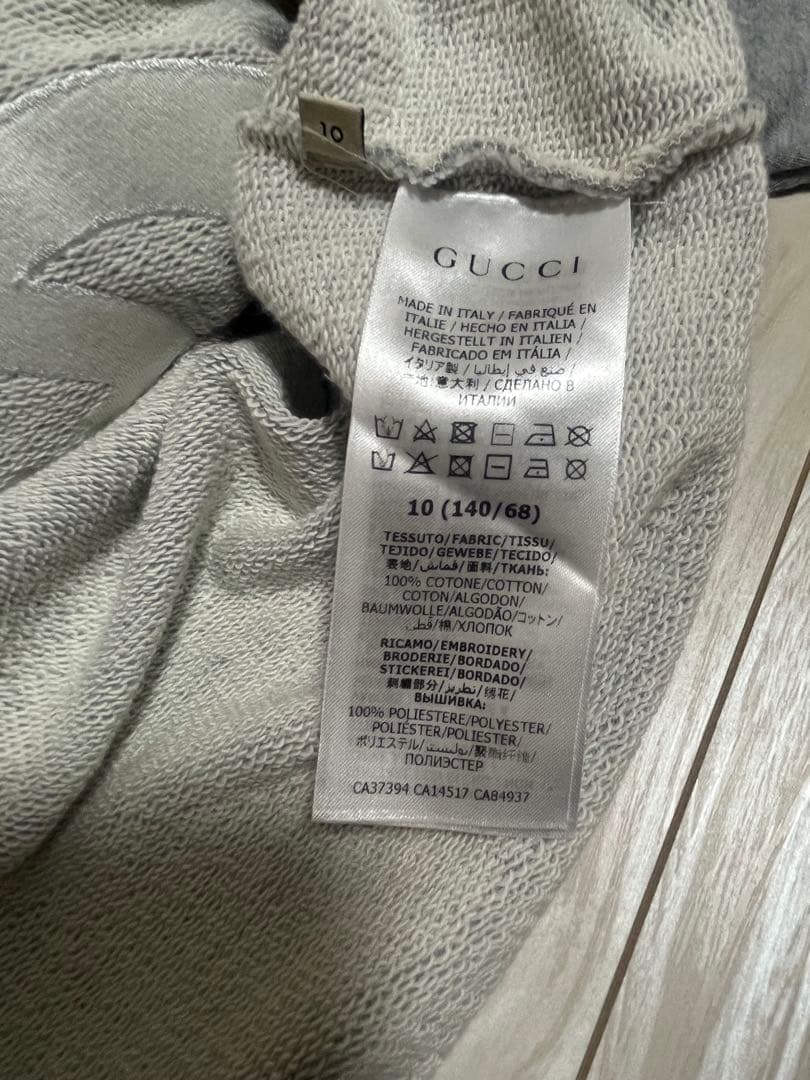 10
GUCCI
MADE IN ITALY / FABRIQUÉ EN
ITALIE / HECHO EN ITALIA /
HERGESTELLT IN ITALIEN /
FABRICADO EM ITÁLIA /
イタリア製 / صنع في إيطاليا /
产地:意大利 / СДЕЛАНО В
ИТАЛИИ
10 (140/68)
TESSUTO/FABRIC/TISSU/
TEJIDO/GEWEBE/TECIDO/
表地/قماش/面料/ТКАНЬ:
100% COTONE/COTTON/
COTON/ALGODON/
BAUMWOLLE/ALGODÃO/コットン/
قطن/棉/ХЛОПОК
RICAMO/EMBROIDERY/
BRODERIE/BORDADO/
STICKEREI/BORDADO/
刺繍部分/تطريز/绣花/
ВЫШИВКА:
100% POLIESTERE/POLYESTER/
POLIÉSTER/POLIESTER/
ポリエステル/بوليستر/聚酯纤维/
ПОЛИЭСТЕР
CA37394 CA14517 CA84937